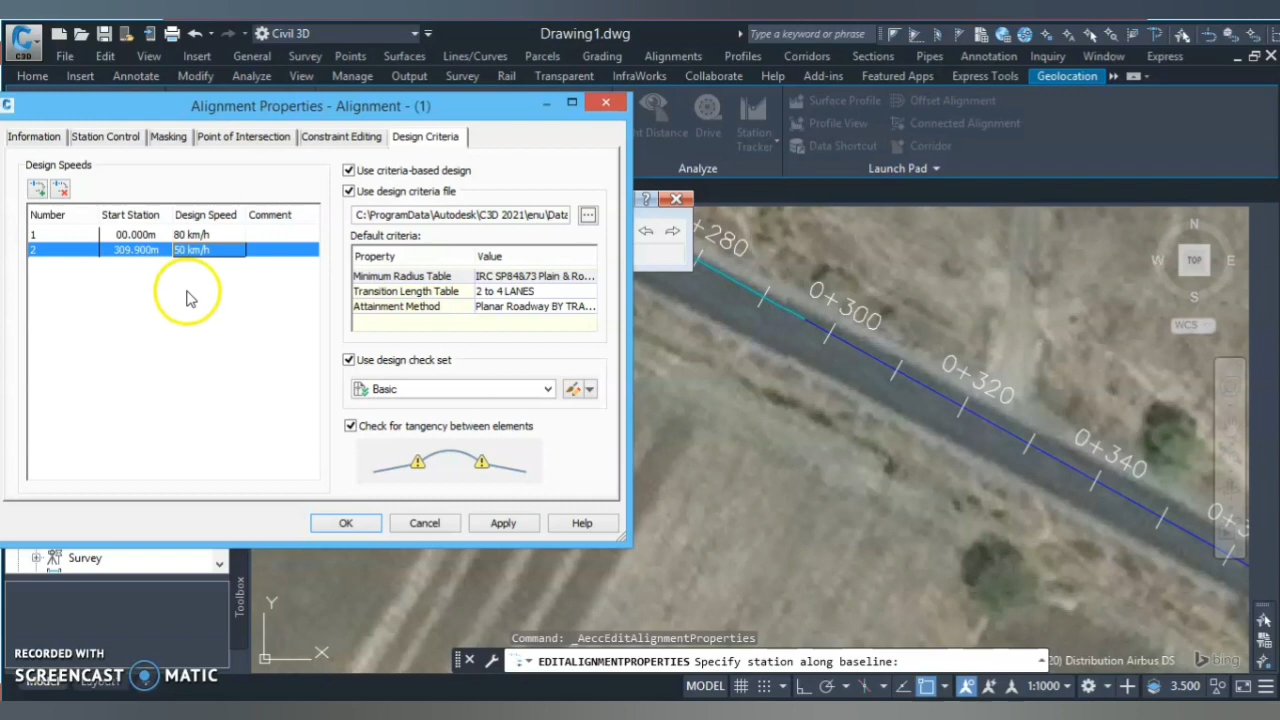 Civil 3D
Drawing1.dwg
Type a keyword or phrase
C3D
File Edit View Insert General Survey Points Surfaces Lines/Curves Parcels Grading Alignments Profiles Corridors Sections Pipes Annotation Inquiry Window Express
Home Insert Annotate Modify Analyze View Manage Output Survey Rail Transparent InfraWorks Collaborate Help Add-ins Featured Apps Express Tools Geolocation
Alignment Properties - Alignment - (1)
Information Station Control Masking Point of Intersection Constraint Editing Design Criteria
ht Distance Drive Station Tracker
Surface Profile Offset Alignment
Profile View Connected Alignment
Data Shortcut Corridor
Analyze Launch Pad
Design Speeds
Number Start Station Design Speed Comment
1 00.000m 80 km/h
2 309.900m 50 km/h
Use criteria-based design
Use design criteria file
C:\ProgramData\Autodesk\C3D 2021\enu\Data
Default criteria:
Property Value
Minimum Radius Table IRC SP84&73 Plain & Ro...
Transition Length Table 2 to 4 LANES
Attainment Method Planar Roadway BY TRA...
Use design check set
Basic
Check for tangency between elements
OK Cancel Apply Help
+280
0+300
0+320
0+340
0+3
N
W TOP E
S
WCS
Survey
Toolbox
Y
X
Command: _AeccEditAlignmentProperties
EDITALIGNMENTPROPERTIES Specify station along baseline:
20) Distribution Airbus DS bing
RECORDED WITH
SCREENCAST MATIC
MODEL 1:1000 3.500